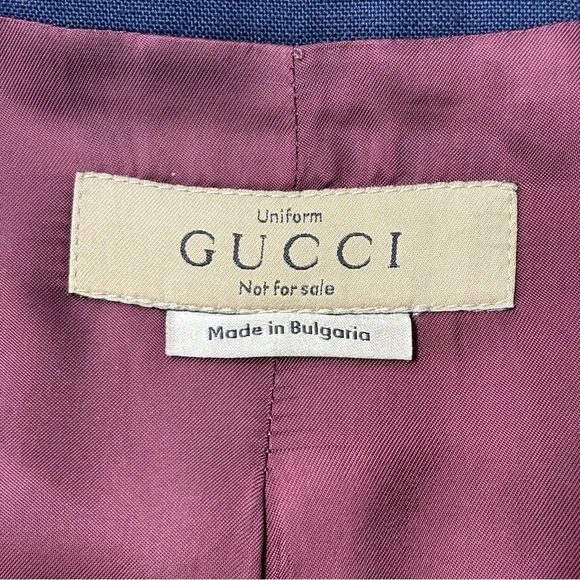 Uniform
GUCCI
Not for sale
Made in Bulgaria